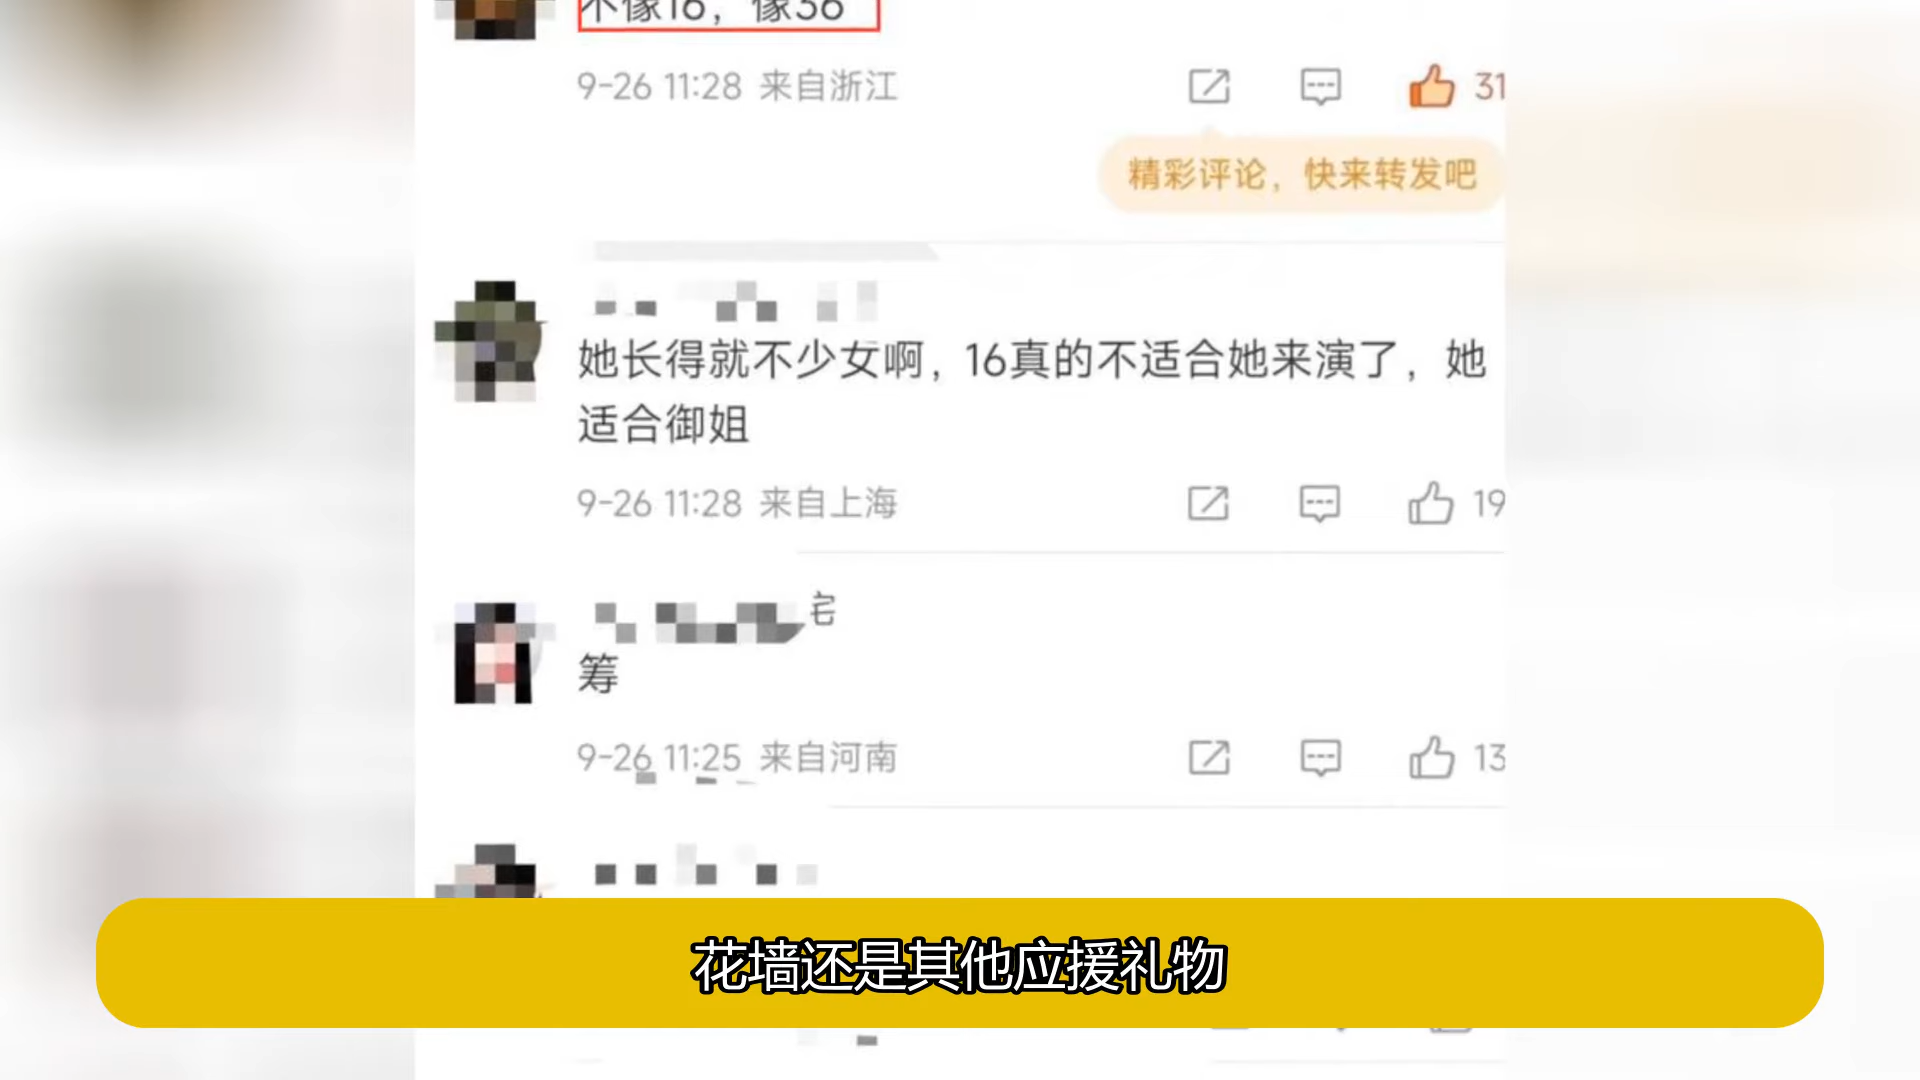 不像16，像36
9-26 11:28 来自浙江
31
精彩评论，快来转发吧
她长得就不少女啊，16真的不适合她来演了，她
适合御姐
9-26 11:28 来自上海
19
宅
筹
9-26 11:25 来自河南
13
花墙还是其他应援礼物